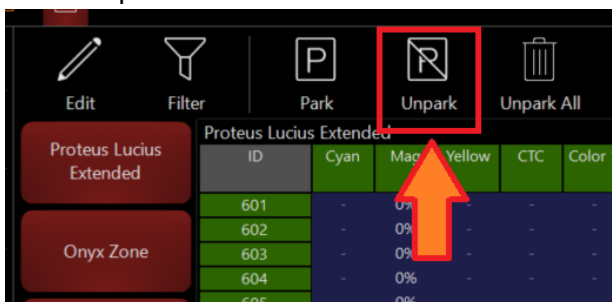 P P
Edit Filter Park Unpark Unpark All
Proteus Lucius Extended
Proteus Lucius
Extended
Onyx Zone
ID Cyan Yellow CTC Color
601 - 0% - - -
602 - 0% - - -
603 - 0% - - -
604 - 0% - - -